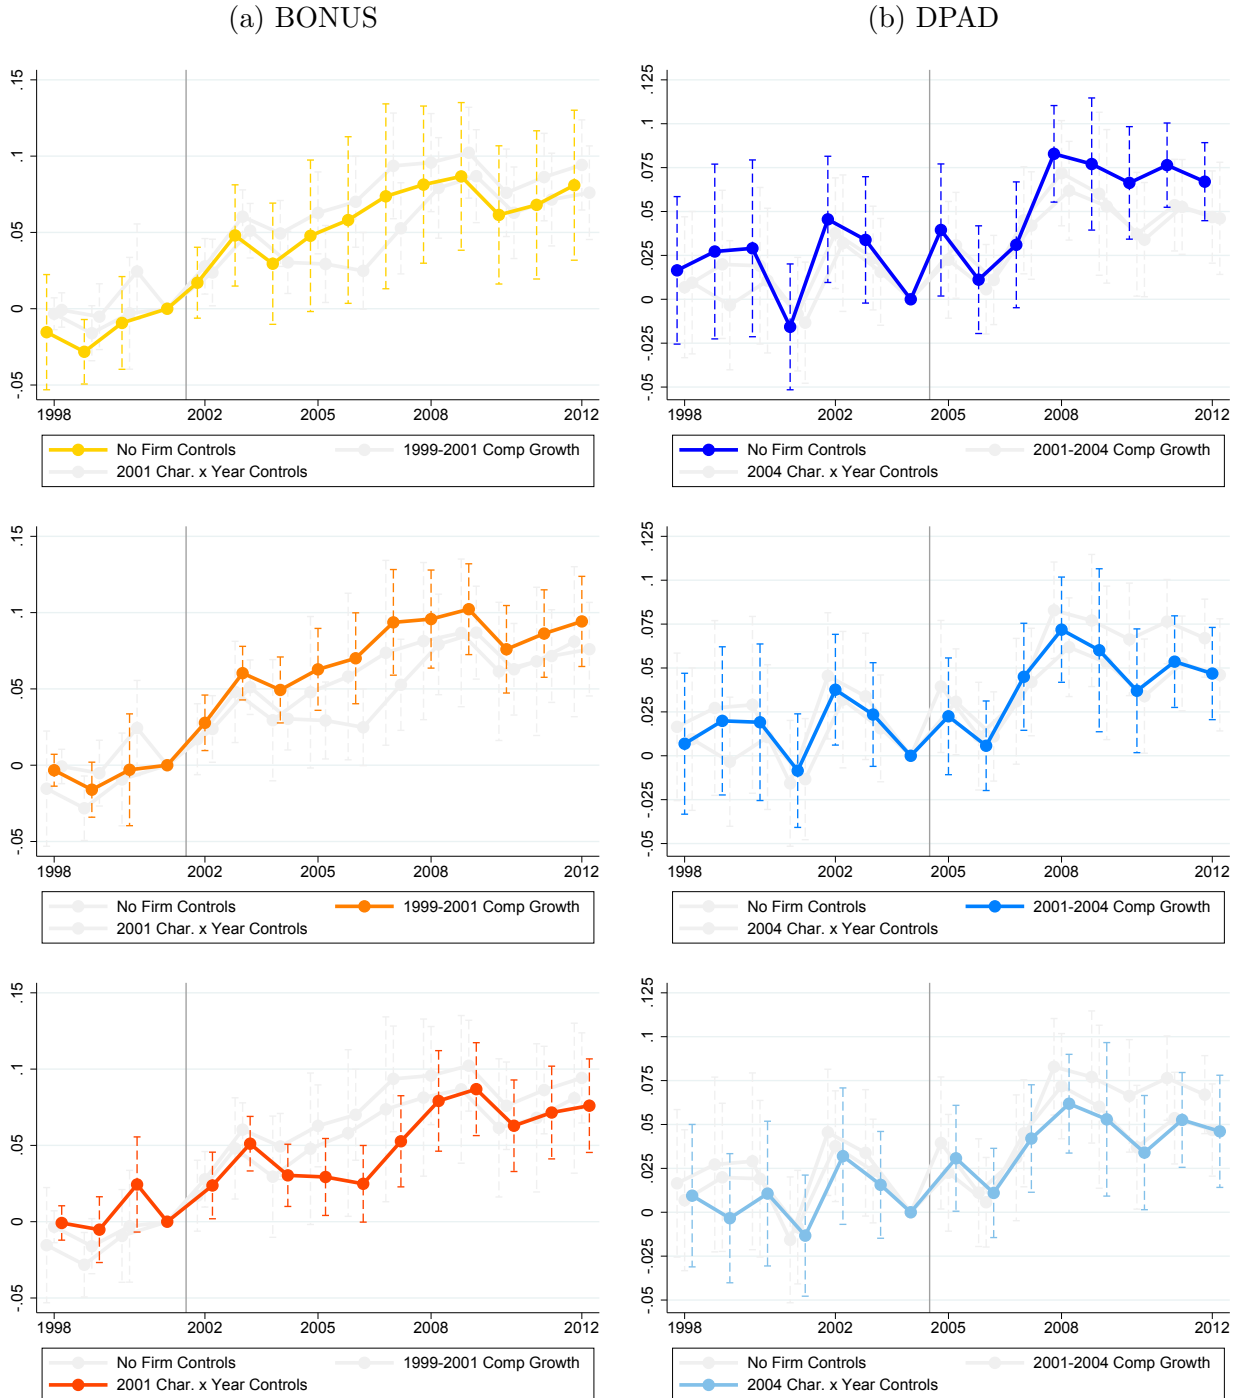 (a) BONUS
(b) DPAD
.15
.1
.05
0
-.05
1998 2002 2005 2008 2012
No Firm Controls 1999-2001 Comp Growth
2001 Char. x Year Controls
.125
.1
.075
.05
.025
0
-.025
-.05
1998 2002 2005 2008 2012
No Firm Controls 2001-2004 Comp Growth
2004 Char. x Year Controls
.15
.1
.05
0
-.05
1998 2002 2005 2008 2012
No Firm Controls 1999-2001 Comp Growth
2001 Char. x Year Controls
.125
.1
.075
.05
.025
0
-.025
-.05
1998 2002 2005 2008 2012
No Firm Controls 2001-2004 Comp Growth
2004 Char. x Year Controls
.15
.1
.05
0
-.05
1998 2002 2005 2008 2012
No Firm Controls 1999-2001 Comp Growth
2001 Char. x Year Controls
.125
.1
.075
.05
.025
0
-.025
-.05
1998 2002 2005 2008 2012
No Firm Controls 2001-2004 Comp Growth
2004 Char. x Year Controls